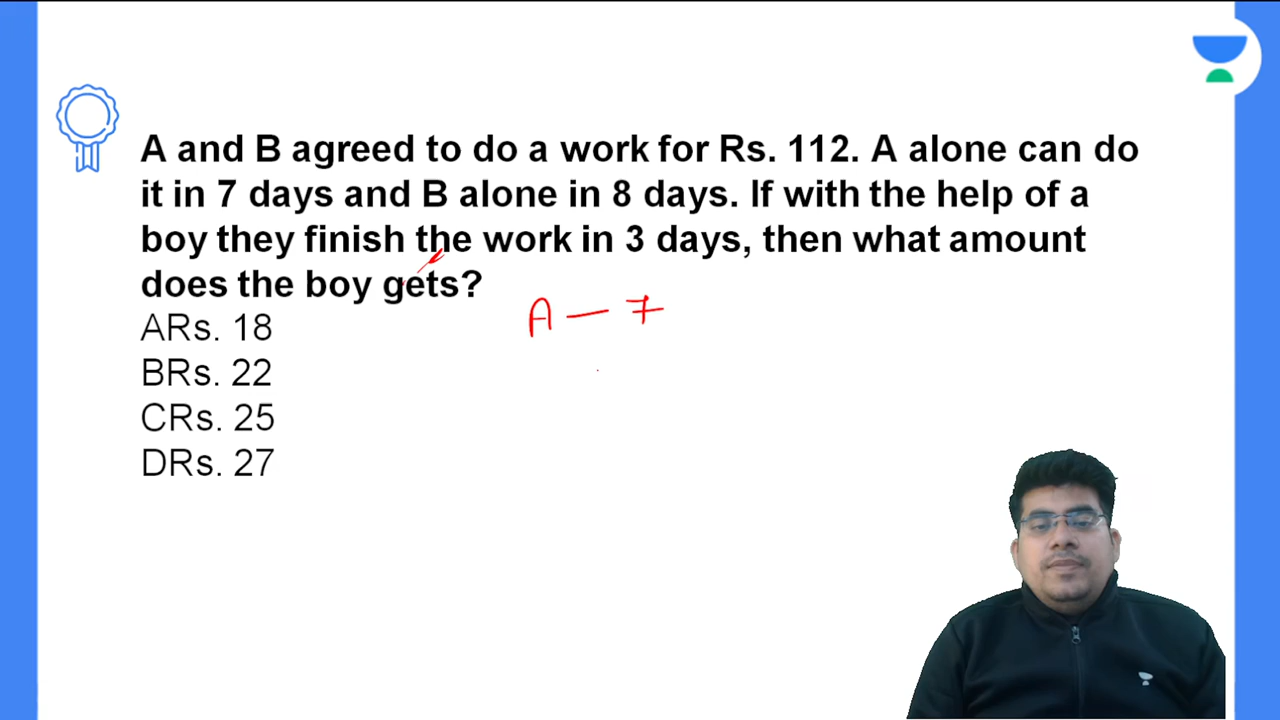 A and B agreed to do a work for Rs. 112. A alone can do
it in 7 days and B alone in 8 days. If with the help of a
boy they finish the work in 3 days, then what amount
does the boy gets?
ARs. 18
BRs. 22
CRs. 25
DRs. 27
A — 7